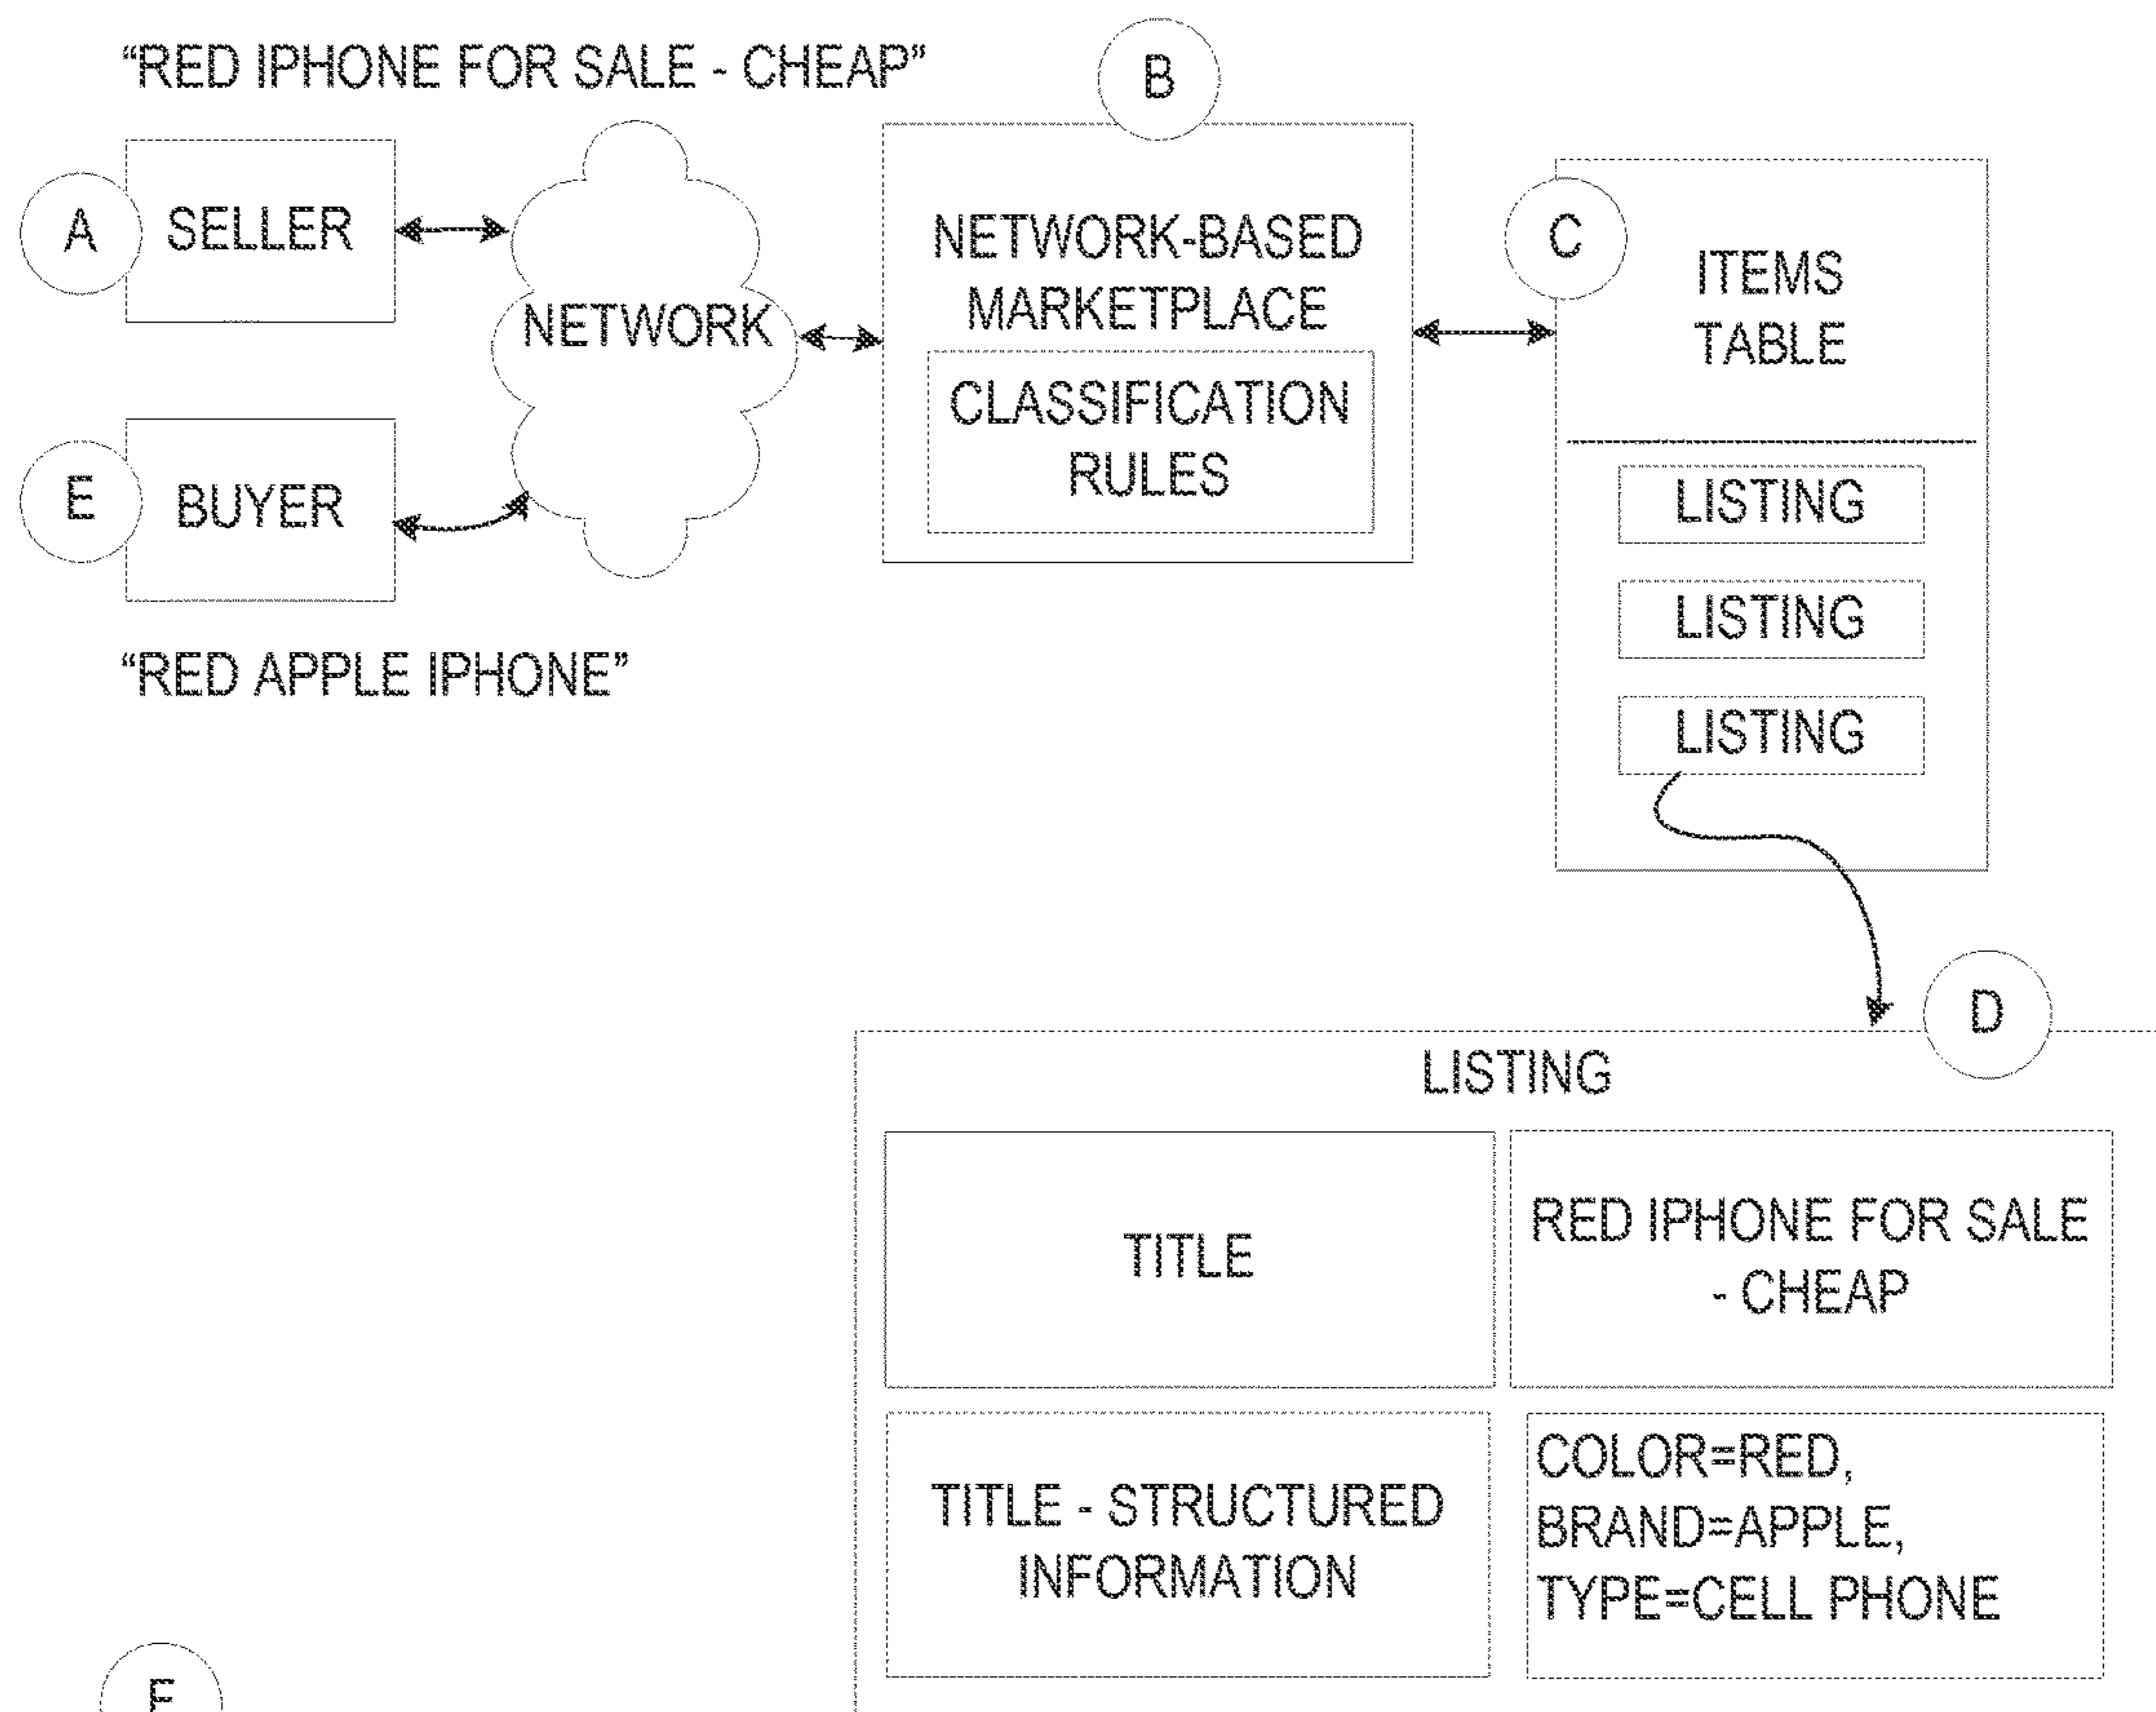 “RED IPHONE FOR SALE - CHEAP”
B
A
SELLER
NETWORK
NETWORK-BASED
MARKETPLACE
CLASSIFICATION
RULES
C
ITEMS
TABLE
LISTING
LISTING
LISTING
E
BUYER
“RED APPLE IPHONE”
D
LISTING
TITLE
RED IPHONE FOR SALE
- CHEAP
TITLE - STRUCTURED
INFORMATION
COLOR=RED,
BRAND=APPLE,
TYPE=CELL PHONE